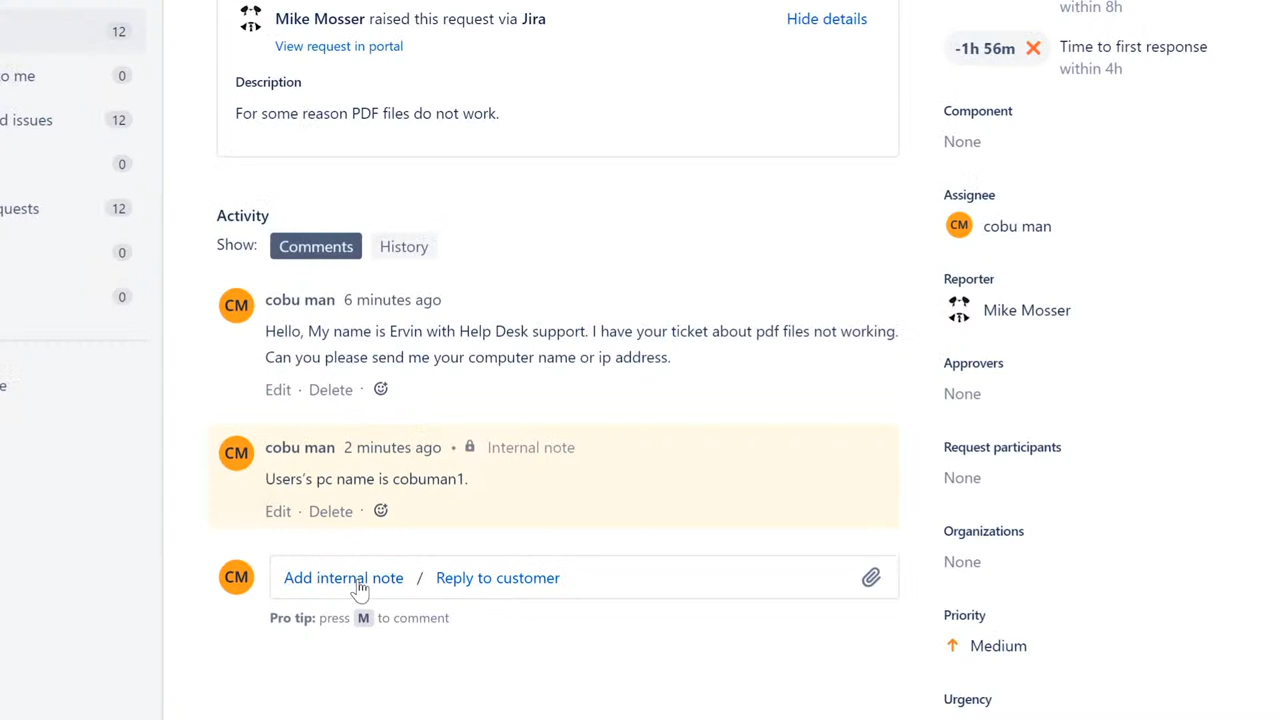 12
to me
0
d issues
12
0
quests
12
0
0
e
Mike Mosser raised this request via Jira
Hide details
View request in portal
Description
For some reason PDF files do not work.
Activity
Show: Comments History
CM cobu man 6 minutes ago
Hello, My name is Ervin with Help Desk support. I have your ticket about pdf files not working.
Can you please send me your computer name or ip address.
Edit · Delete ·
CM cobu man 2 minutes ago • Internal note
Users's pc name is cobuman1.
Edit · Delete ·
CM Add internal note / Reply to customer
Pro tip: press M to comment
within 8h
-1h 56m Time to first response
within 4h
Component
None
Assignee
CM cobu man
Reporter
Mike Mosser
Approvers
None
Request participants
None
Organizations
None
Priority
Medium
Urgency